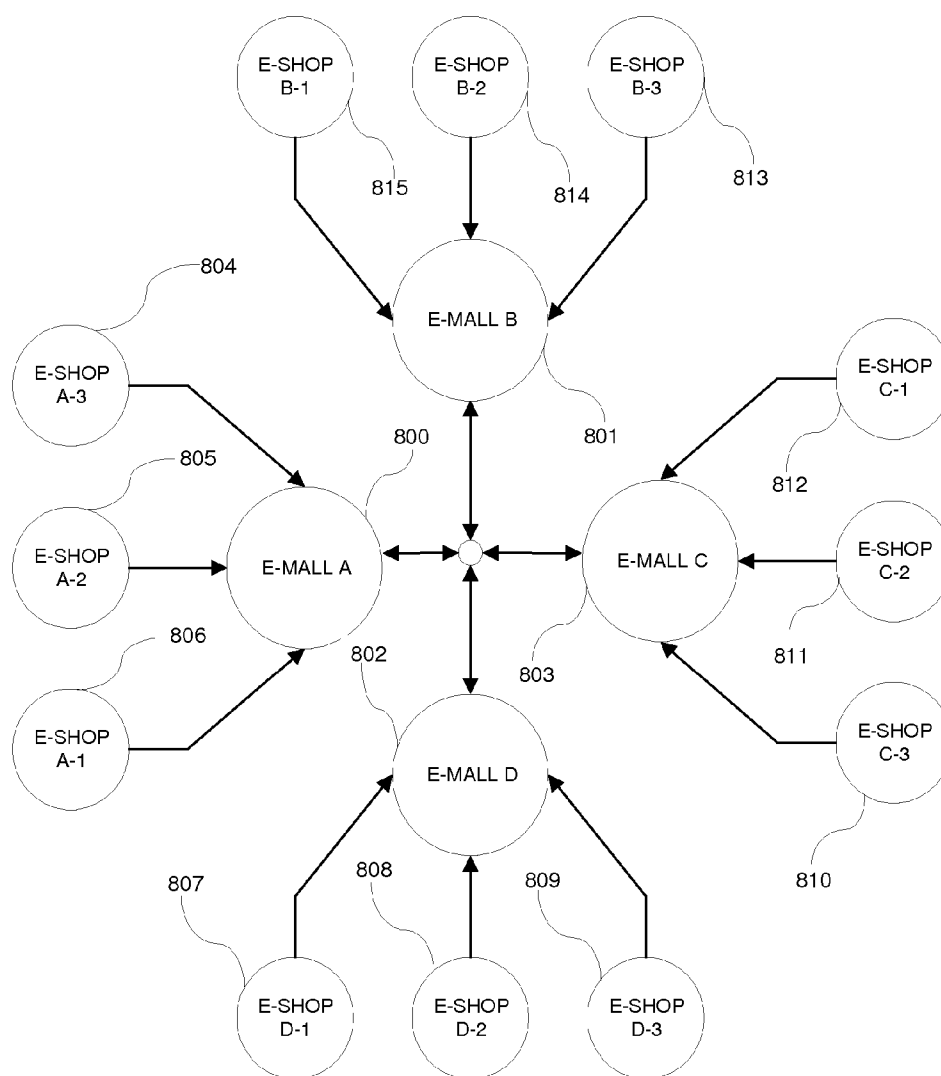 E-SHOP
B-1
E-SHOP
B-2
E-SHOP
B-3
815
814
813
804
E-MALL B
E-SHOP
A-3
E-SHOP
C-1
800
801
805
812
E-SHOP
A-2
E-MALL A
E-MALL C
E-SHOP
C-2
806
802
803
811
E-SHOP
A-1
E-SHOP
C-3
E-MALL D
807
808
809
810
E-SHOP
D-1
E-SHOP
D-2
E-SHOP
D-3